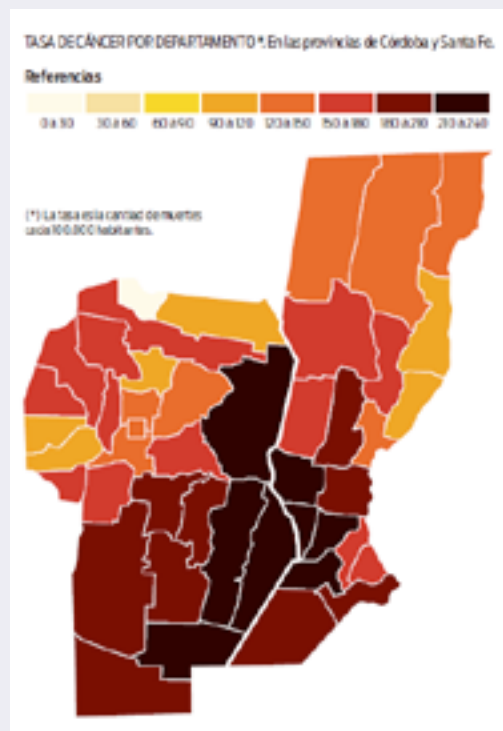 TASA DE CÁNCER POR DEPARTAMENTO *. En las provincias de Córdoba y Santa Fe.
Referencias
0 a 30 30 a 60 60 a 90 90 a 120 120 a 150 150 a 180 180 a 210 210 a 240
(*) La tasa es la cantidad de muertes
cada 100.000 habitantes.